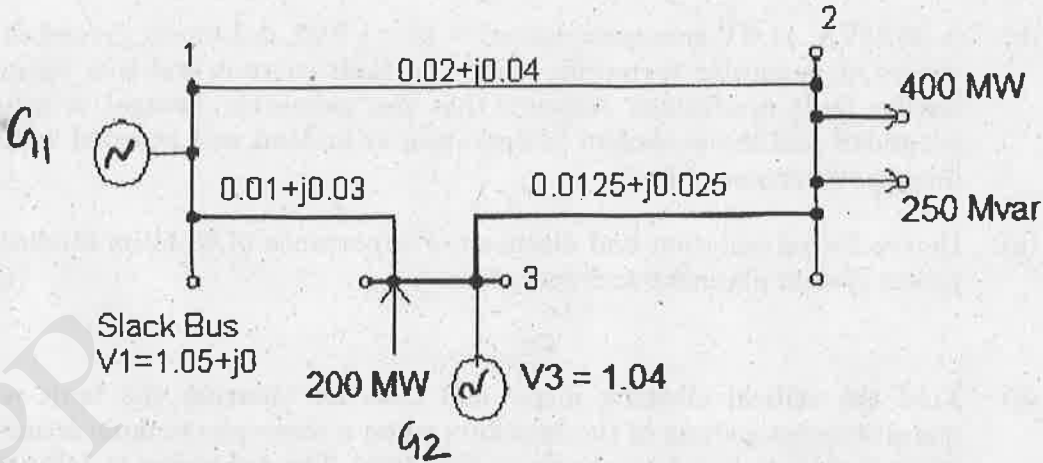 1
2
0.02+j0.04
400 MW
G1
0.01+j0.03
0.0125+j0.025
250 Mvar
3
Slack Bus
V1=1.05+j0
200 MW
V3 = 1.04
G2